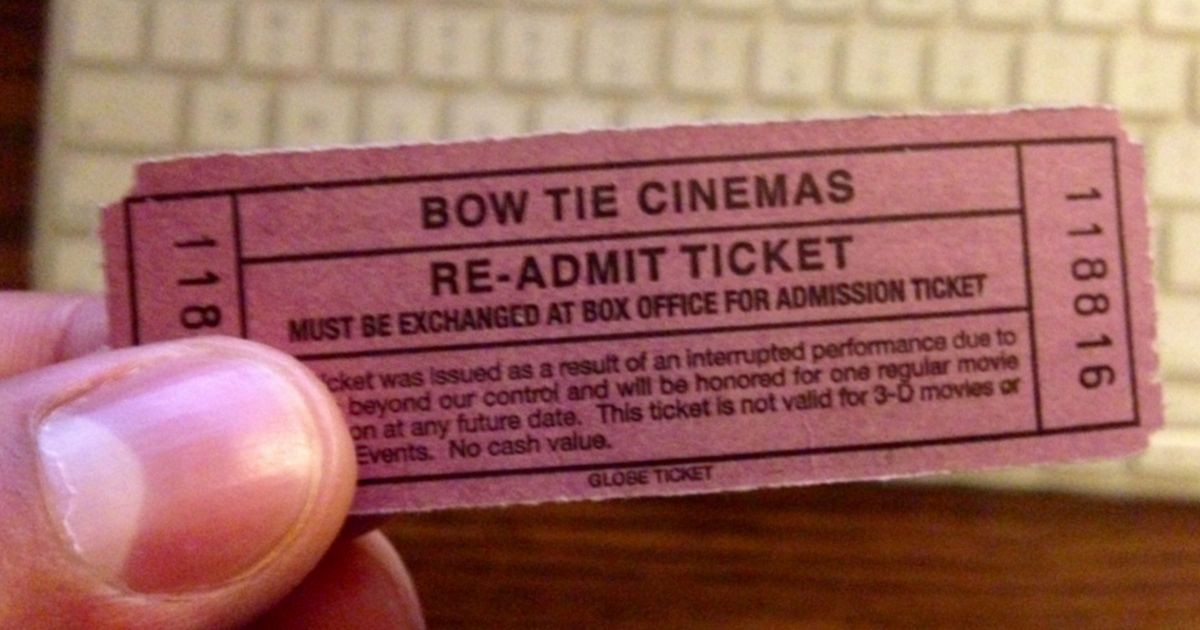 BOW TIE CINEMAS
RE-ADMIT TICKET
MUST BE EXCHANGED AT BOX OFFICE FOR ADMISSION TICKET
was issued as a result of an interrupted performance due to
beyond our control and will be honored for one regular movie
at any future date. This ticket is not valid for 3-D movies or
Events. No cash value.
GLOBE TICKET
118
118816